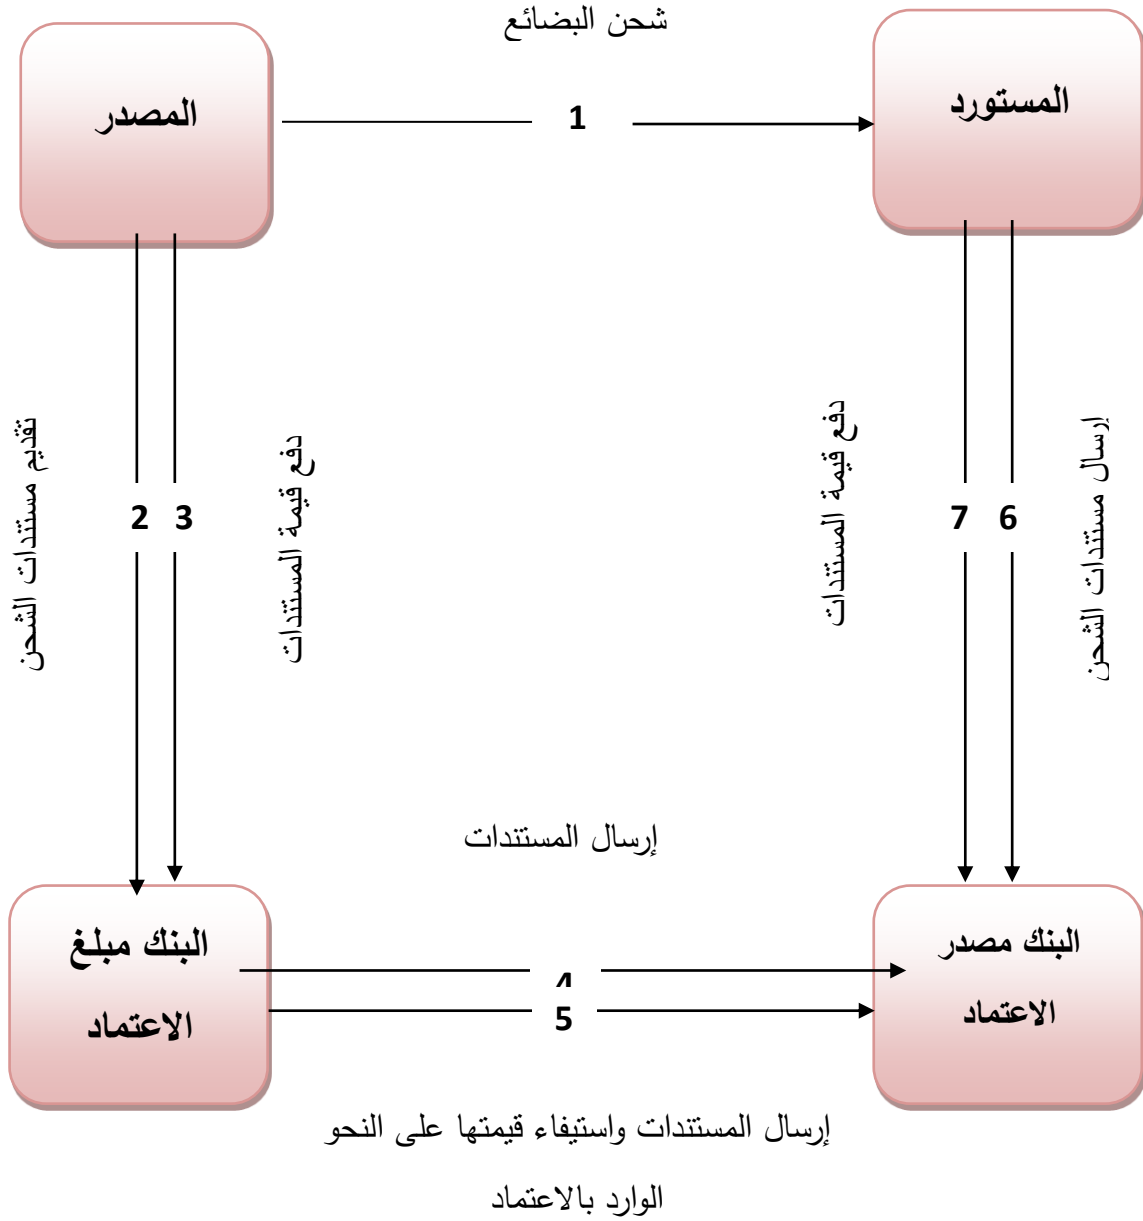 شحن البضائع
المستورد
المصدر
1
إرسال مستندات الشحن
6
7
دفع قيمة المستندات
دفع قيمة المستندات
3
2
تقديم مستندات الشحن
إرسال المستندات
البنك مصدر
الاعتماد
البنك مبلغ
الاعتماد
4
5
إرسال المستندات واستيفاء قيمتها على النحو
الوارد بالاعتماد